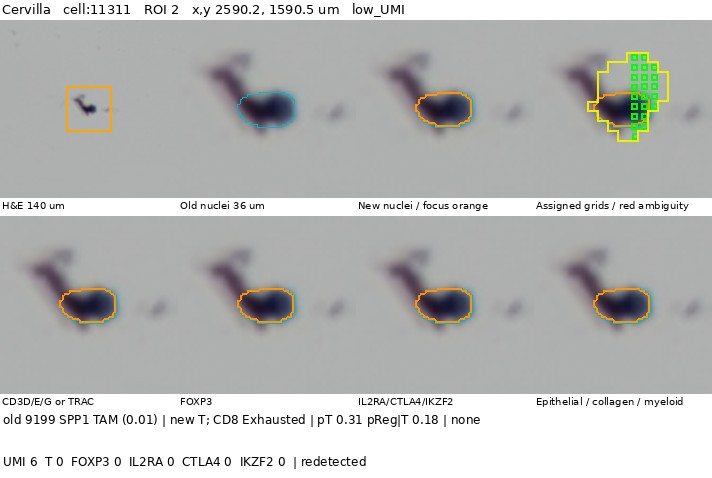 Cervilla cell:11311 ROI 2 x,y 2590.2, 1590.5 um low_UMI
H&E 140 um
Old nuclei 36 um
New nuclei / focus orange
Assigned grids / red ambiguity
CD3D/E/G or TRAC
FOXP3
IL2RA/CTLA4/IKZF2
Epithelial / collagen / myeloid
old 9199 SPP1 TAM (0.01) | new T; CD8 Exhausted | pT 0.31 pReg|T 0.18 | none
UMI 6 T 0 FOXP3 0 IL2RA 0 CTLA4 0 IKZF2 0 | redetected